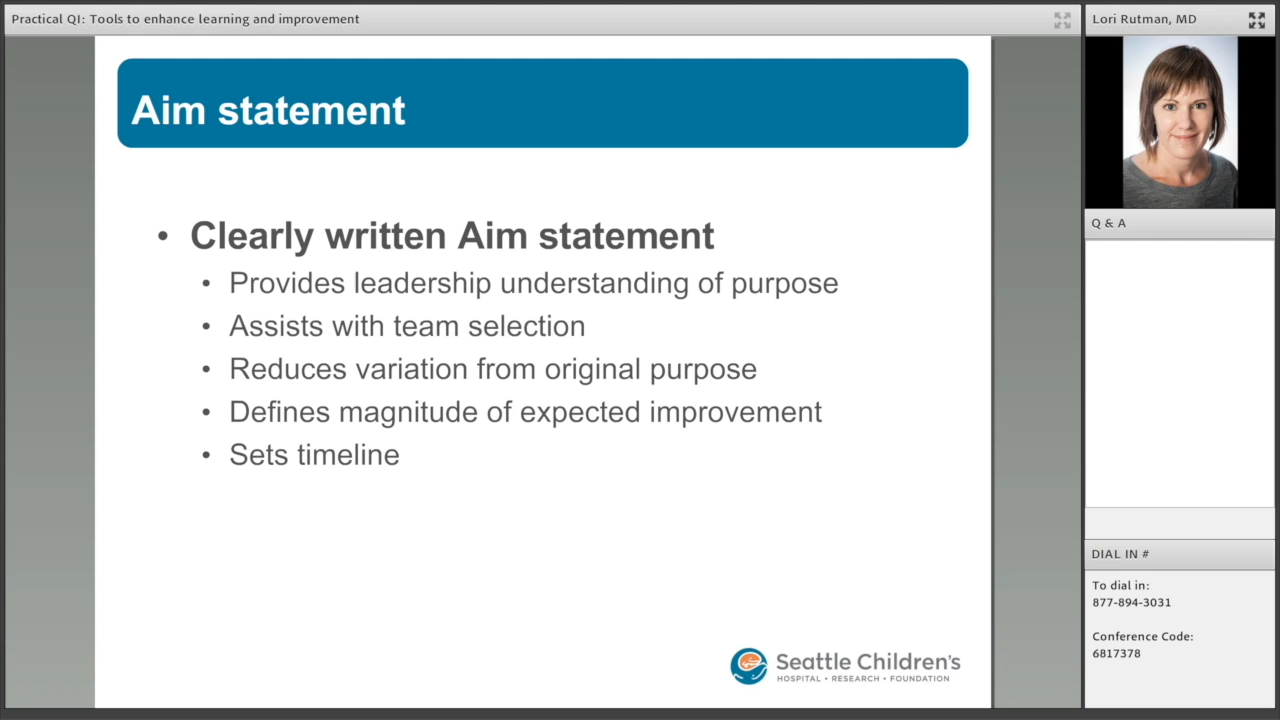 Practical QI: Tools to enhance learning and improvement
Aim statement
• Clearly written Aim statement
• Provides leadership understanding of purpose
• Assists with team selection
• Reduces variation from original purpose
• Defines magnitude of expected improvement
• Sets timeline
Seattle Children's
HOSPITAL • RESEARCH • FOUNDATION
Lori Rutman, MD
Q & A
DIAL IN #
To dial in:
877-894-3031
Conference Code:
6817378